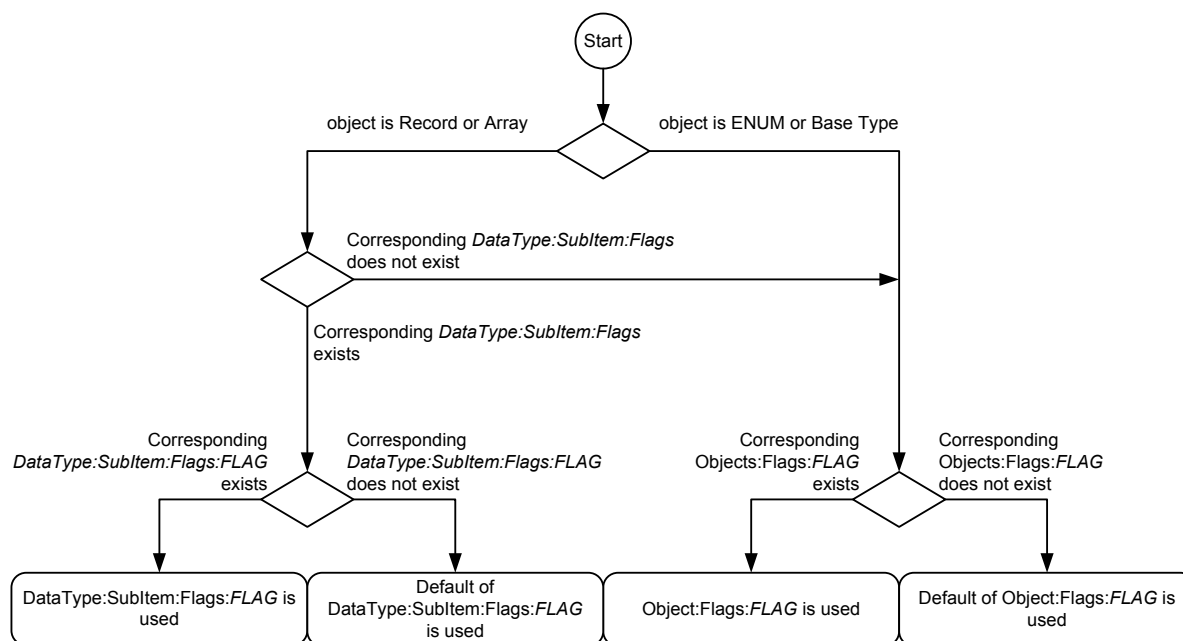 Start
object is Record or Array
object is ENUM or Base Type
Corresponding DataType:SubItem:Flags
does not exist
Corresponding DataType:SubItem:Flags
exists
Corresponding
DataType:SubItem:Flags:FLAG
exists
Corresponding
DataType:SubItem:Flags:FLAG
does not exist
Corresponding
Objects:Flags:FLAG
exists
Corresponding
Objects:Flags:FLAG
does not exist
DataType:SubItem:Flags:FLAG is
used
Default of
DataType:SubItem:Flags:FLAG
is used
Object:Flags:FLAG is used
Default of Object:Flags:FLAG is
used